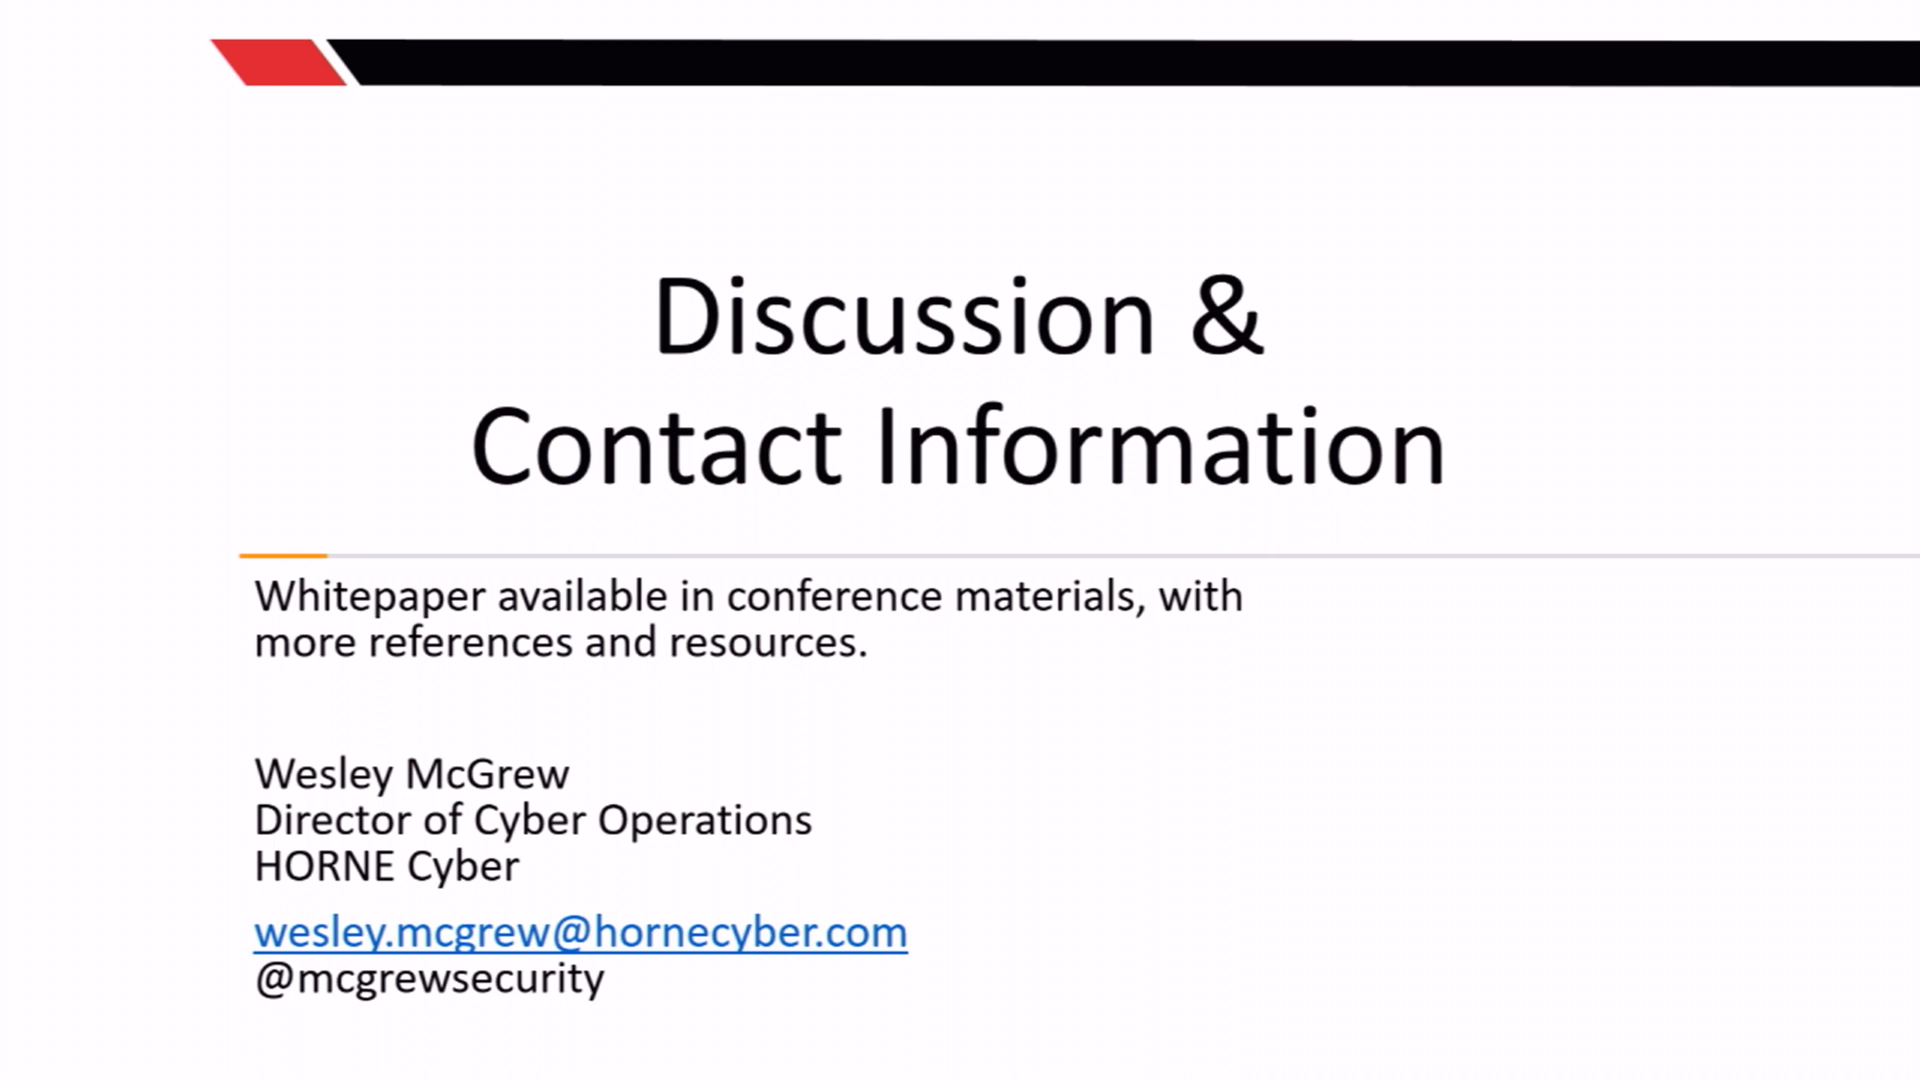 Discussion &
Contact Information
Whitepaper available in conference materials, with
more references and resources.
Wesley McGrew
Director of Cyber Operations
HORNE Cyber
wesley.mcgrew@hornecyber.com
@mcgrewsecurity